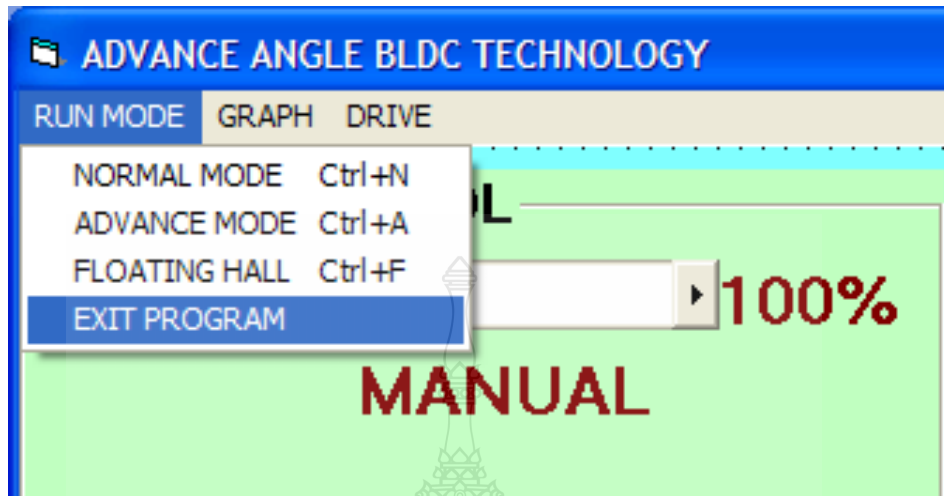 ADVANCE ANGLE BLDC TECHNOLOGY
RUN MODE GRAPH DRIVE
NORMAL MODE Ctrl+N
ADVANCE MODE Ctrl+A
FLOATING HALL Ctrl+F
EXIT PROGRAM
100%
MANUAL